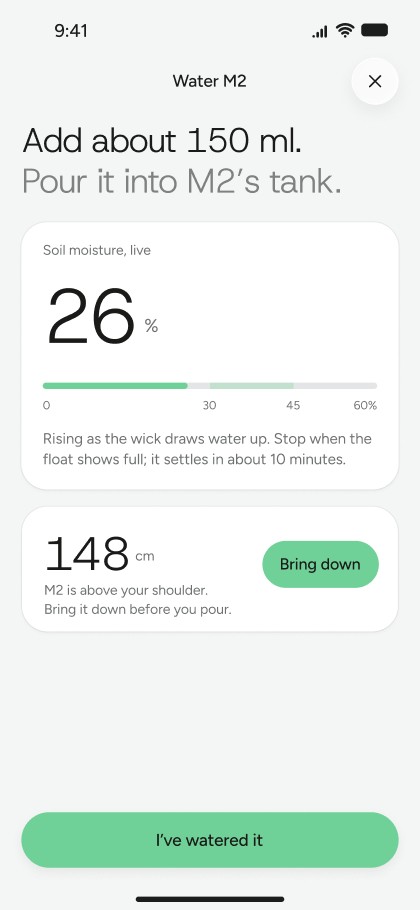 9:41
Water M2
Add about 150 ml.
Pour it into M2’s tank.
Soil moisture, live
26 %
0 30 45 60%
Rising as the wick draws water up. Stop when the
float shows full; it settles in about 10 minutes.
148 cm
Bring down
M2 is above your shoulder.
Bring it down before you pour.
I’ve watered it